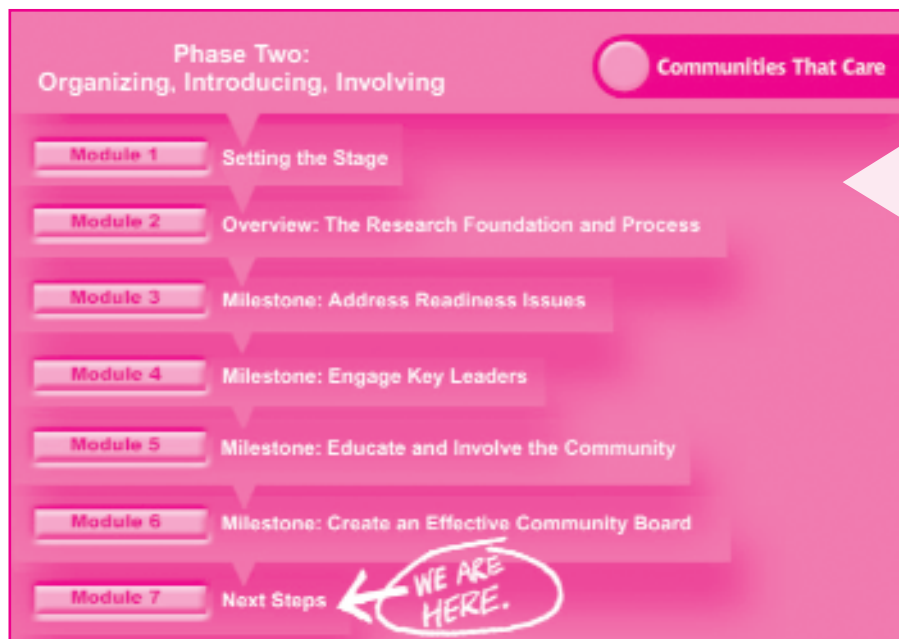 Phase Two:
Organizing, Introducing, Involving
Communities That Care
Module 1 Setting the Stage
Module 2 Overview: The Research Foundation and Process
Module 3 Milestone: Address Readiness Issues
Module 4 Milestone: Engage Key Leaders
Module 5 Milestone: Educate and Involve the Community
Module 6 Milestone: Create an Effective Community Board
Module 7 Next Steps
WE ARE
HERE.